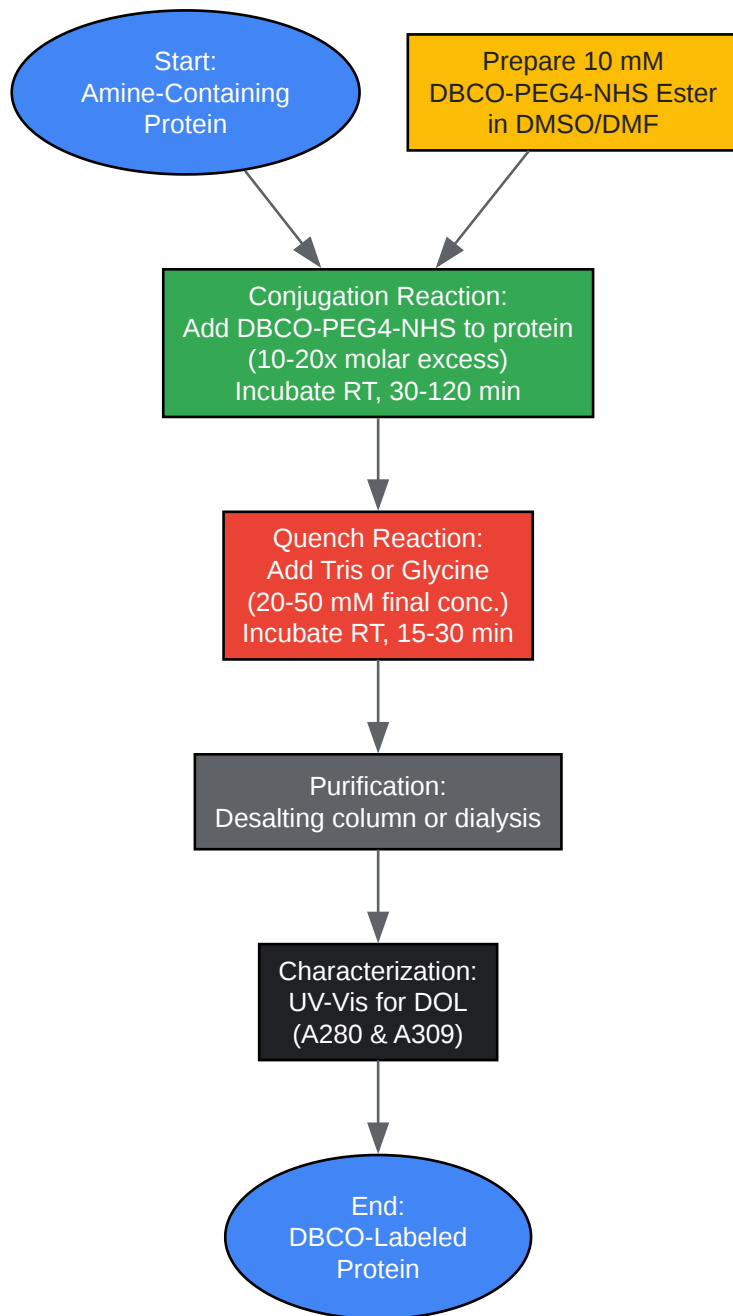 Start:
Amine-Containing
Protein
Prepare 10 mM
DBCO-PEG4-NHS Ester
in DMSO/DMF
Conjugation Reaction:
Add DBCO-PEG4-NHS to protein
(10-20x molar excess)
Incubate RT, 30-120 min
Quench Reaction:
Add Tris or Glycine
(20-50 mM final conc.)
Incubate RT, 15-30 min
Purification:
Desalting column or dialysis
Characterization:
UV-Vis for DOL
(A280 & A309)
End:
DBCO-Labeled
Protein